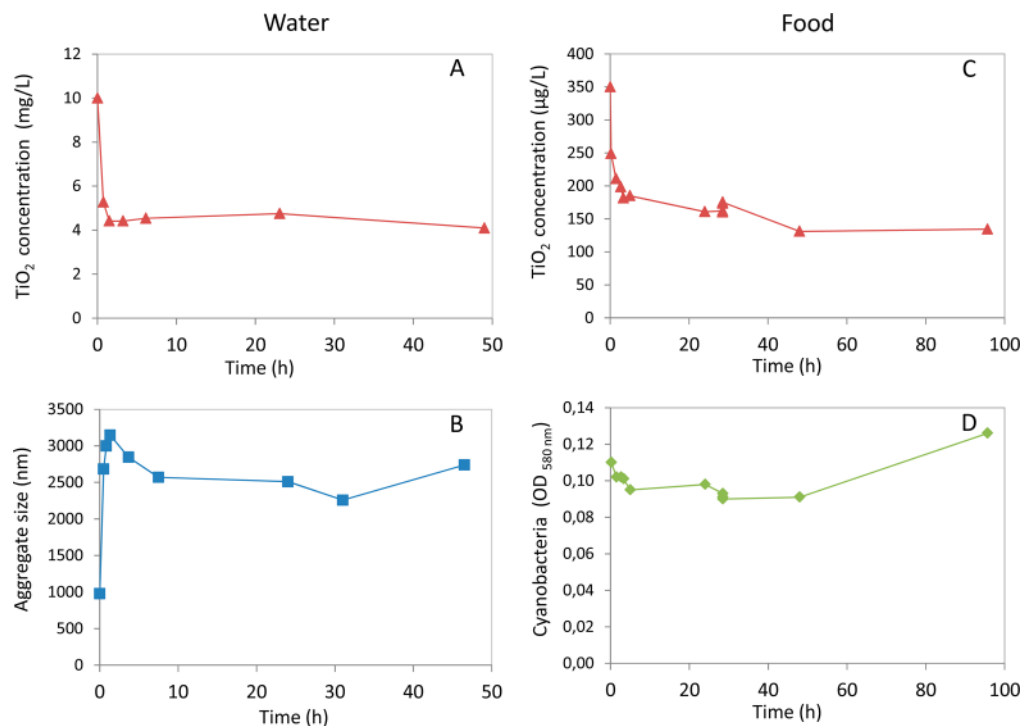 Water
Food
A
TiO₂ concentration (mg/L)
12
10
8
6
4
2
0
0 10 20 30 40 50
Time (h)
C
TiO₂ concentration (µg/L)
400
350
300
250
200
150
100
50
0
0 20 40 60 80 100
Time (h)
B
Aggregate size (nm)
3500
3000
2500
2000
1500
1000
500
0
0 10 20 30 40 50
Time (h)
D
Cyanobacteria (OD 580 nm)
0,14
0,12
0,10
0,08
0,06
0,04
0,02
0,00
0 20 40 60 80 100
Time (h)